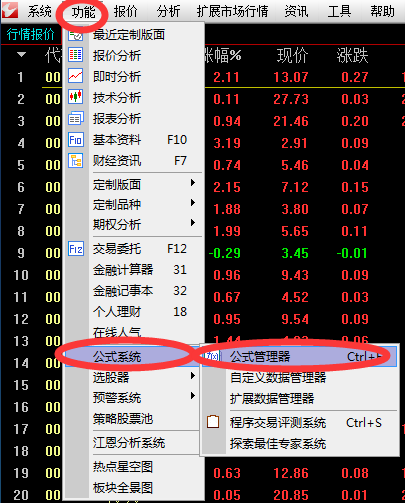 系统 功能 报价 分析 扩展市场行情 资讯 工具 帮助
行情报价
最近定制版面
报价分析
即时分析
技术分析
报表分析
基本资料 F10
财经资讯 F7
定制版面
定制品种
期权分析
交易委托 F12
金融计算器 31
金融记事本 32
个人理财 18
在线人气
公式系统
选股器
预警系统
策略股票池
江恩分析系统
热点星空图
板块全景图
公式管理器 Ctrl+F
自定义数据管理器
扩展数据管理器
程序交易评测系统 Ctrl+S
探索最佳专家系统
涨幅% 现价 涨跌
1 00 2.11 13.07 0.27
2 00 0.11 27.73 0.03
3 00 0.94 21.46 0.20
4 00 3.19 2.91 0.09
5 00 0.74 5.46 0.04
6 00 2.15 7.12 0.15
7 00 1.88 3.80 0.07
8 00 1.99 5.65 0.11
9 00 -0.29 3.45 -0.01
10 00 0.96 9.43 0.09
11 00 0.67 4.52 0.03
12 00 0.95 9.54 0.09
13 00
14 00
15 00
16 00
17 00
18 00
19 00 0.63 12.86 0.08
20 00 0.05 20.85 0.01